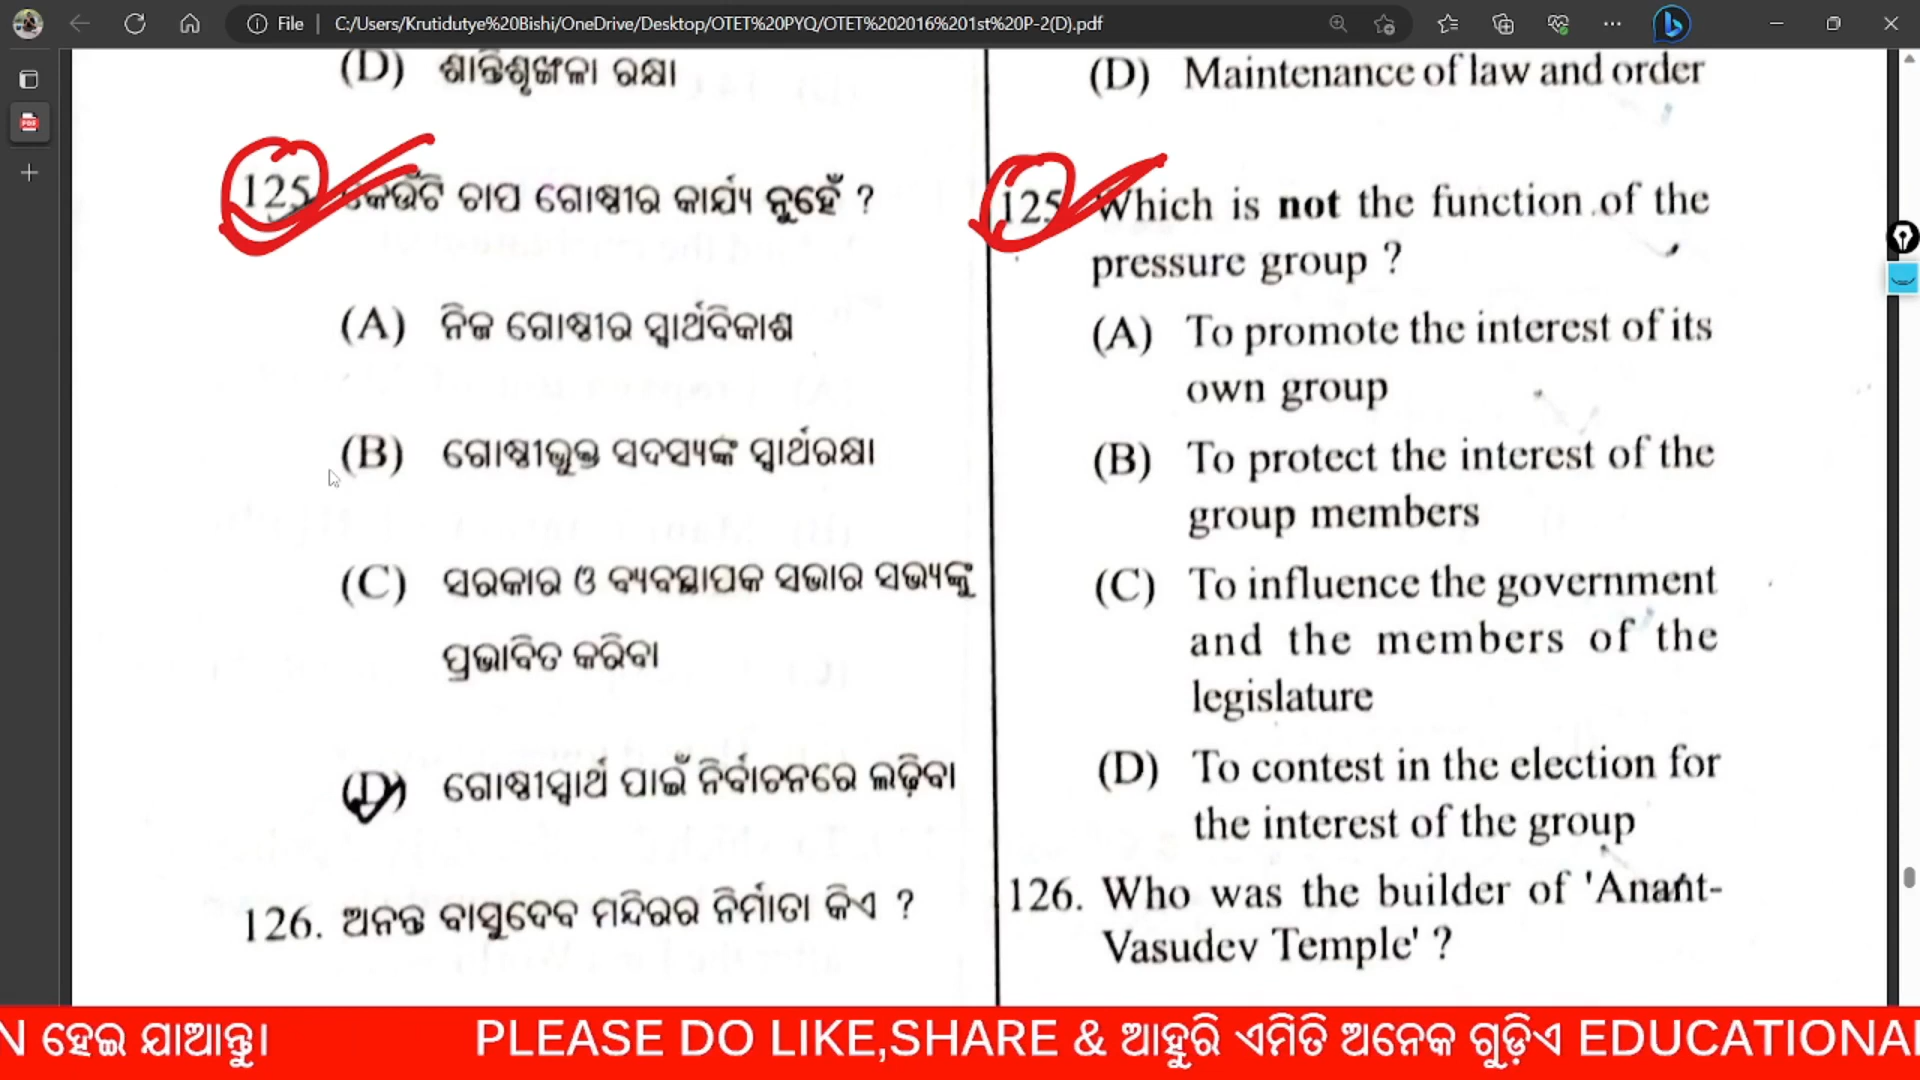 File C:/Users/Krutidutye%20Bishi/OneDrive/Desktop/OTET%20PYQ/OTET%202016%201st%20P-2(D).pdf
(D) ଶାନ୍ତିଶୃଙ୍ଖଳା ରକ୍ଷା
125. କେଉଁଟି ଚାପ ଗୋଷ୍ଠୀର କାର୍ଯ୍ୟ ନୁହେଁ ?
(A) ନିଜ ଗୋଷ୍ଠୀର ସ୍ୱାର୍ଥବିକାଶ
(B) ଗୋଷ୍ଠୀଭୁକ୍ତ ସଦସ୍ୟଙ୍କ ସ୍ୱାର୍ଥରକ୍ଷା
(C) ସରକାର ଓ ବ୍ୟବସ୍ଥାପକ ସଭାର ସଭ୍ୟଙ୍କୁ
ପ୍ରଭାବିତ କରିବା
(D) ଗୋଷ୍ଠୀସ୍ୱାର୍ଥ ପାଇଁ ନିର୍ବାଚନରେ ଲଢ଼ିବା
126. ଅନନ୍ତ ବାସୁଦେବ ମନ୍ଦିରର ନିର୍ମାତା କିଏ ?
(D) Maintenance of law and order
125. Which is not the function of the
pressure group ?
(A) To promote the interest of its
own group
(B) To protect the interest of the
group members
(C) To influence the government
and the members of the
legislature
(D) To contest in the election for
the interest of the group
126. Who was the builder of 'Anant-
Vasudev Temple' ?
N ହେଇ ଯାଆନ୍ତୁ। PLEASE DO LIKE,SHARE & ଆହୁରି ଏମିତି ଅନେକ ଗୁଡ଼ିଏ EDUCATIONAL